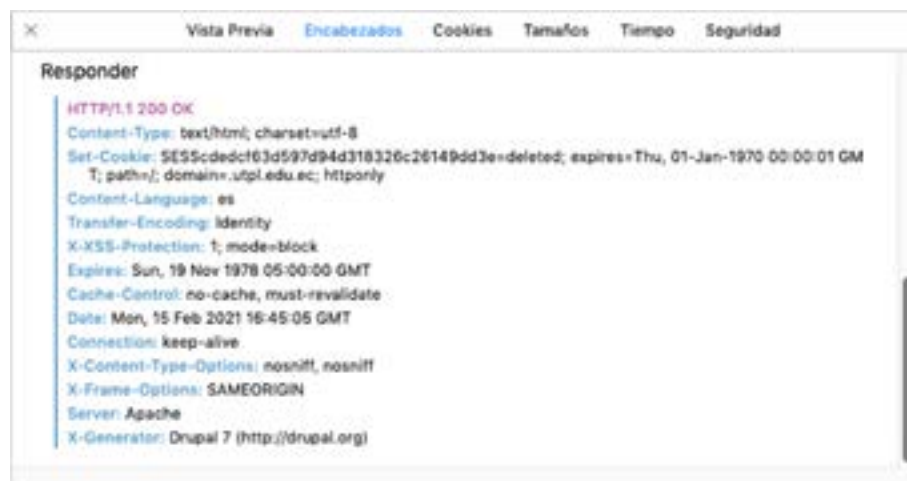 × Vista Previa Encabezados Cookies Tamaños Tiempo Seguridad
Responder
HTTP/1.1 200 OK
Content-Type: text/html; charset=utf-8
Set-Cookie: SESScdedcf63d597d94d318326c26149dd3e=deleted; expires=Thu, 01-Jan-1970 00:00:01 GM
T; path=/; domain=.utpl.edu.ec; httponly
Content-Language: es
Transfer-Encoding: Identity
X-XSS-Protection: 1; mode=block
Expires: Sun, 19 Nov 1978 05:00:00 GMT
Cache-Control: no-cache, must-revalidate
Date: Mon, 15 Feb 2021 16:45:05 GMT
Connection: keep-alive
X-Content-Type-Options: nosniff, nosniff
X-Frame-Options: SAMEORIGIN
Server: Apache
X-Generator: Drupal 7 (http://drupal.org)